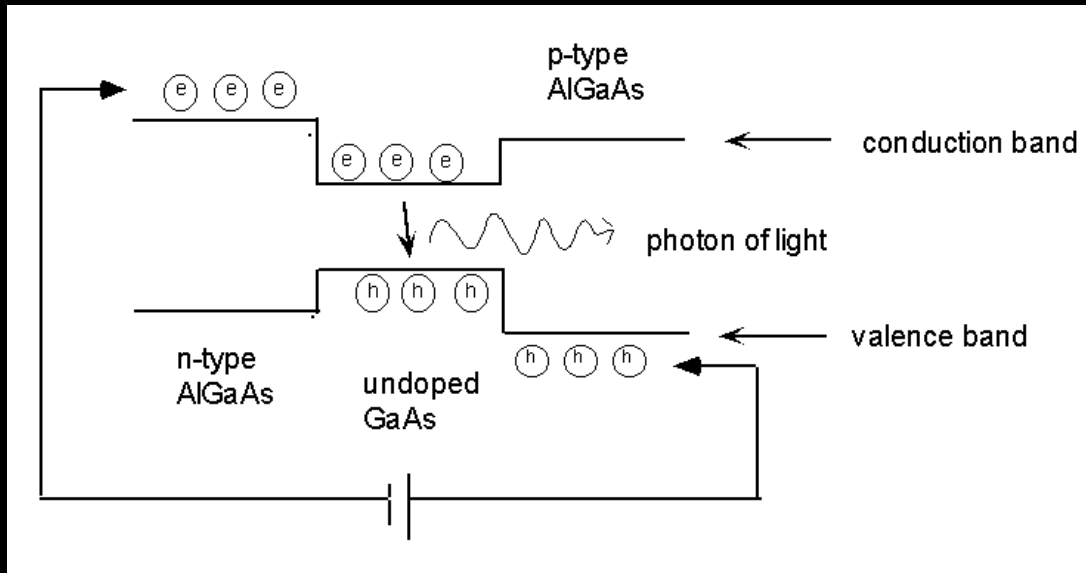 p-type
AlGaAs
e e e
conduction band
e e e
photon of light
h h h
valence band
h h h
n-type
AlGaAs
undoped
GaAs